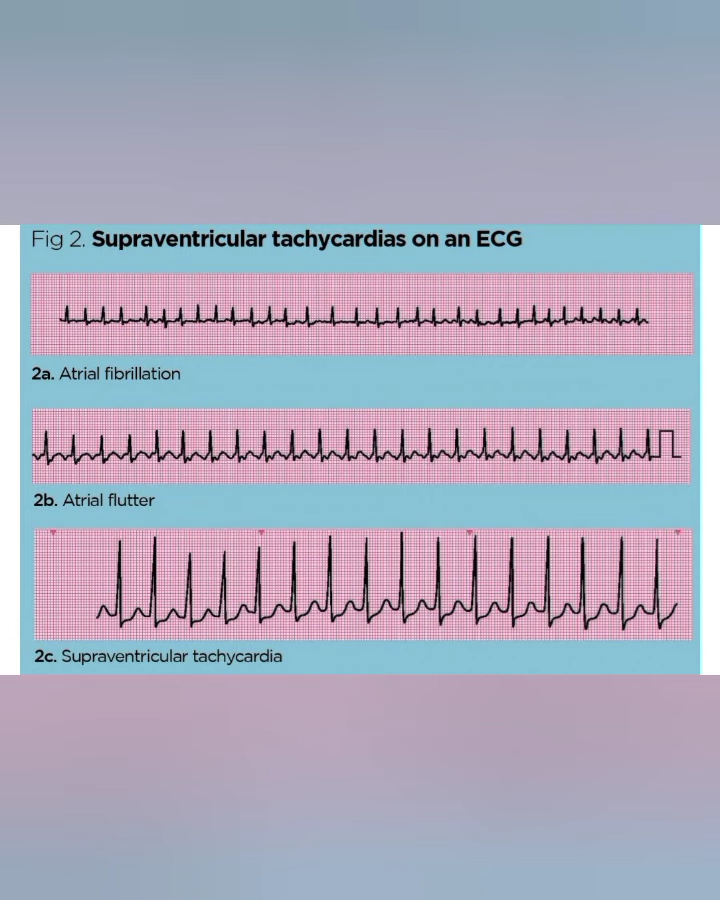 Fig 2. Supraventricular tachycardias on an ECG
2a. Atrial fibrillation
2b. Atrial flutter
2c. Supraventricular tachycardia